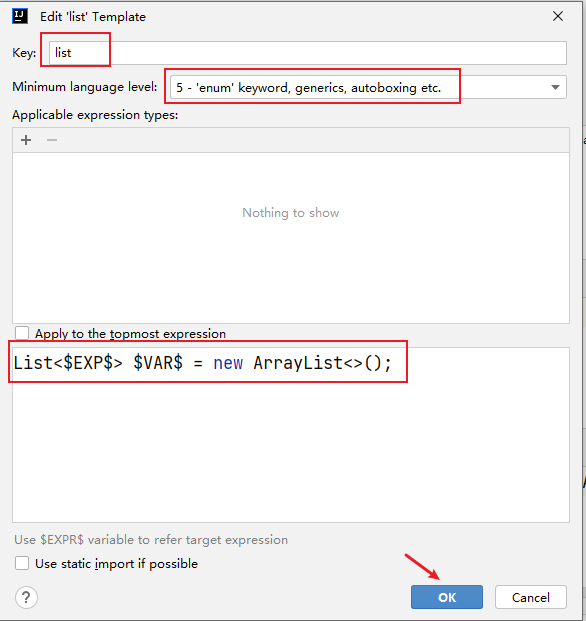 IJ Edit 'list' Template
Key: list
Minimum language level: 5 - 'enum' keyword, generics, autoboxing etc.
Applicable expression types:
Nothing to show
Apply to the topmost expression
List<$EXP$> $VAR$ = new ArrayList<>();
Use $EXPR$ variable to refer target expression
Use static import if possible
? OK Cancel